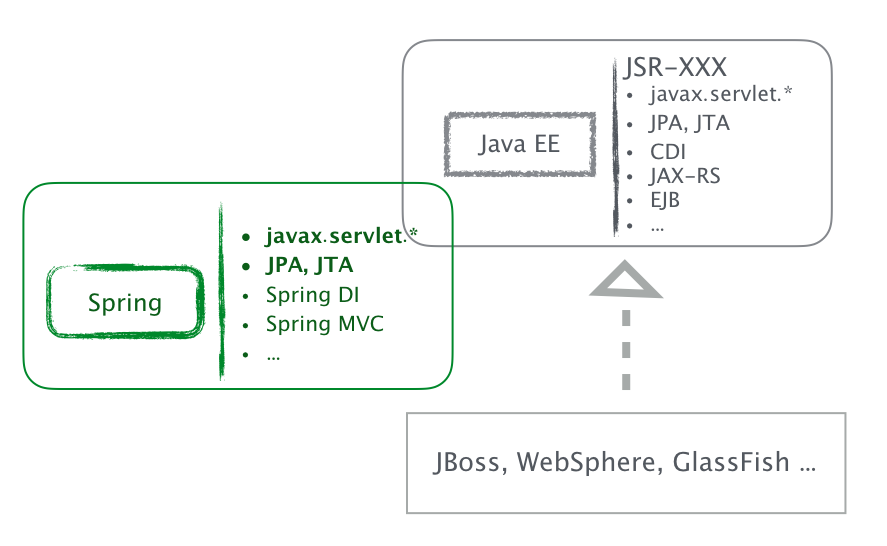 JSR-XXX
Java EE
• javax.servlet.*
• JPA, JTA
• CDI
• JAX-RS
• EJB
• ...
Spring
• javax.servlet.*
• JPA, JTA
• Spring DI
• Spring MVC
• ...
JBoss, WebSphere, GlassFish ...